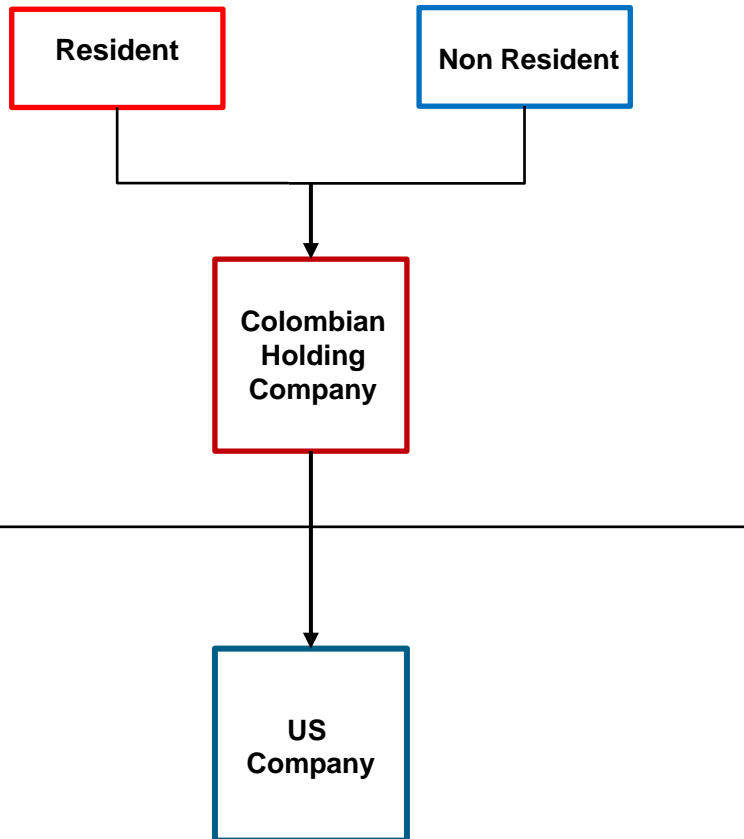 Resident
Non Resident
Colombian
Holding
Company
US
Company